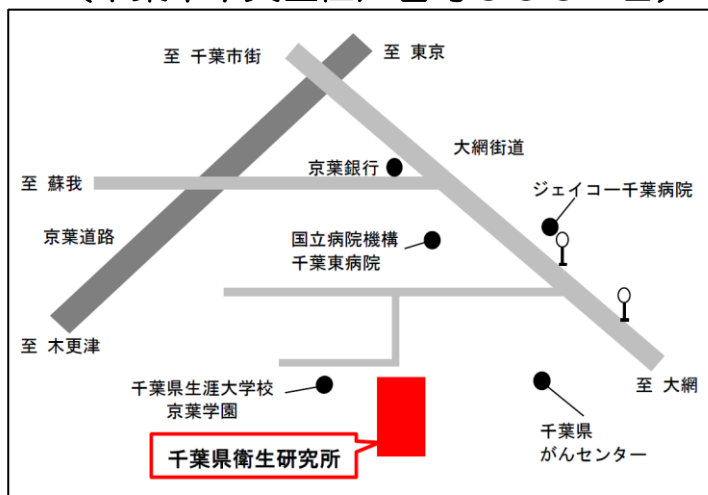 至 千葉市街
至 東京
大網街道
京葉銀行
至 蘇我
ジェイコー千葉病院
京葉道路
国立病院機構
千葉東病院
至 木更津
至 大網
千葉県生涯大学校
京葉学園
千葉県
がんセンター
千葉県衛生研究所